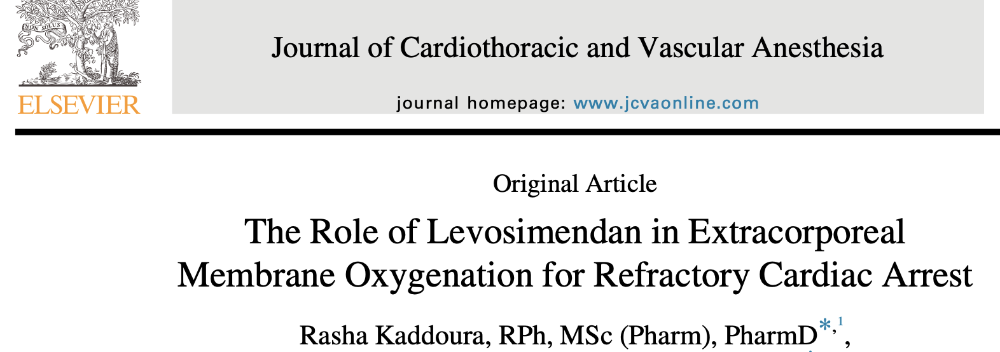 NON SOLUS
ELSEVIER
Journal of Cardiothoracic and Vascular Anesthesia
journal homepage: www.jcvaonline.com
Original Article
The Role of Levosimendan in Extracorporeal
Membrane Oxygenation for Refractory Cardiac Arrest
Rasha Kaddoura, RPh, MSc (Pharm), PharmD*,1,